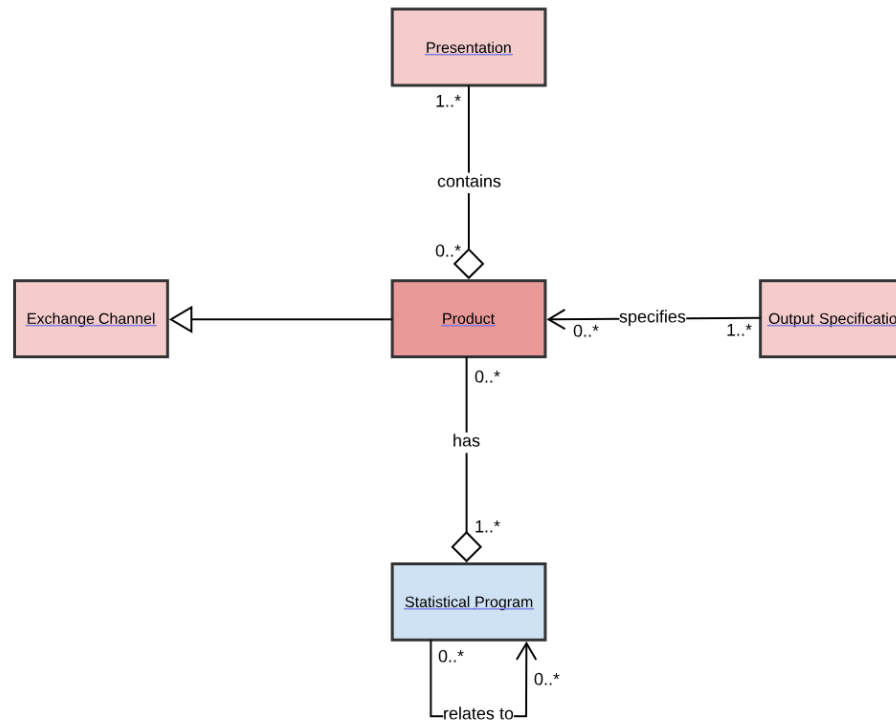 Presentation
1..*
contains
0..*
Exchange Channel
Product
0..*
specifies
1..*
Output Specificatio
0..*
has
1..*
Statistical Program
0..*
0..*
relates to